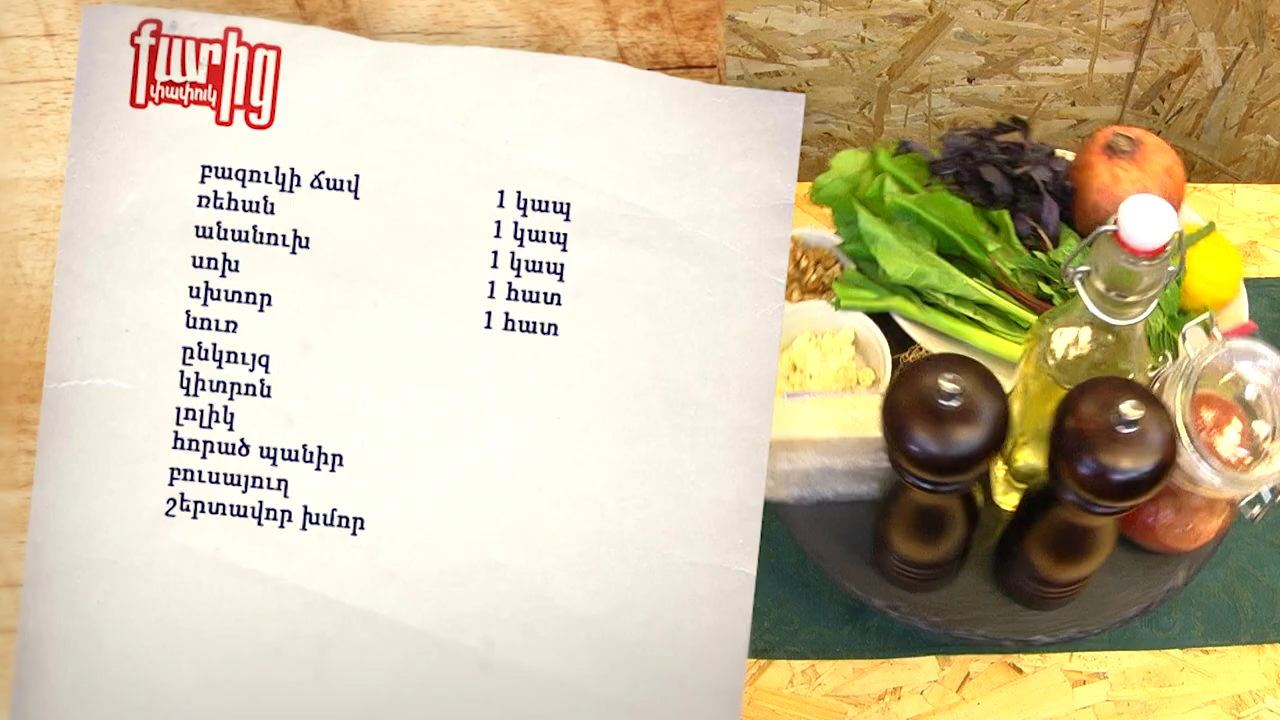 փափուկ
բազուկի ճավ 1 կապ
ռեհան 1 կապ
անանուխ 1 կապ
սոխ 1 հատ
սխտոր 1 հատ
նուռ
ընկույզ
կիտրոն
լոլիկ
հորած պանիր
բուսայուղ
շերտավոր խմոր